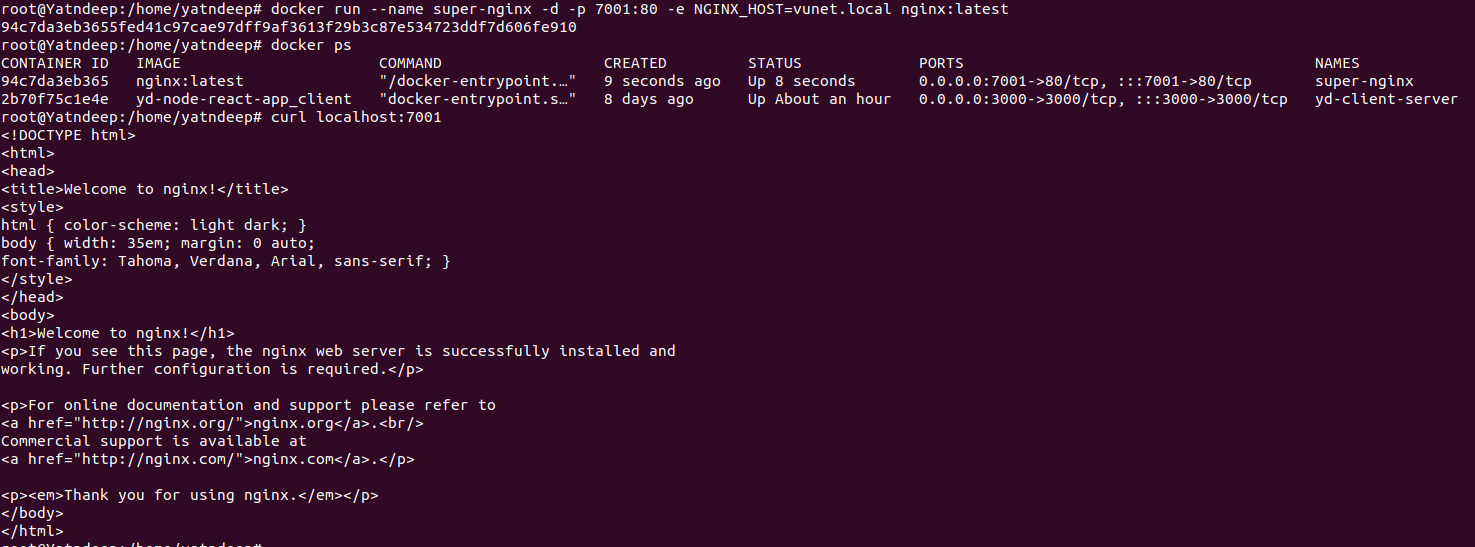 root@Yatndeep:/home/yatndeep# docker run --name super-nginx -d -p 7001:80 -e NGINX_HOST=vunet.local nginx:latest
94c7da3eb3655fed41c97cae97dff9af3613f29b3c87e534723ddf7d606fe910
root@Yatndeep:/home/yatndeep# docker ps
CONTAINER ID   IMAGE                      COMMAND                  CREATED         STATUS             PORTS                                       NAMES
94c7da3eb365   nginx:latest               "/docker-entrypoint.…"   9 seconds ago   Up 8 seconds       0.0.0.0:7001->80/tcp, :::7001->80/tcp       super-nginx
2b70f75c1e4e   yd-node-react-app_client   "docker-entrypoint.s…"   8 days ago      Up About an hour   0.0.0.0:3000->3000/tcp, :::3000->3000/tcp   yd-client-server
root@Yatndeep:/home/yatndeep# curl localhost:7001
<!DOCTYPE html>
<html>
<head>
<title>Welcome to nginx!</title>
<style>
html { color-scheme: light dark; }
body { width: 35em; margin: 0 auto;
font-family: Tahoma, Verdana, Arial, sans-serif; }
</style>
</head>
<body>
<h1>Welcome to nginx!</h1>
<p>If you see this page, the nginx web server is successfully installed and
working. Further configuration is required.</p>

<p>For online documentation and support please refer to
<a href="http://nginx.org/">nginx.org</a>.<br/>
Commercial support is available at
<a href="http://nginx.com/">nginx.com</a>.</p>

<p><em>Thank you for using nginx.</em></p>
</body>
</html>
root@Yatndeep:/home/yatndeep#